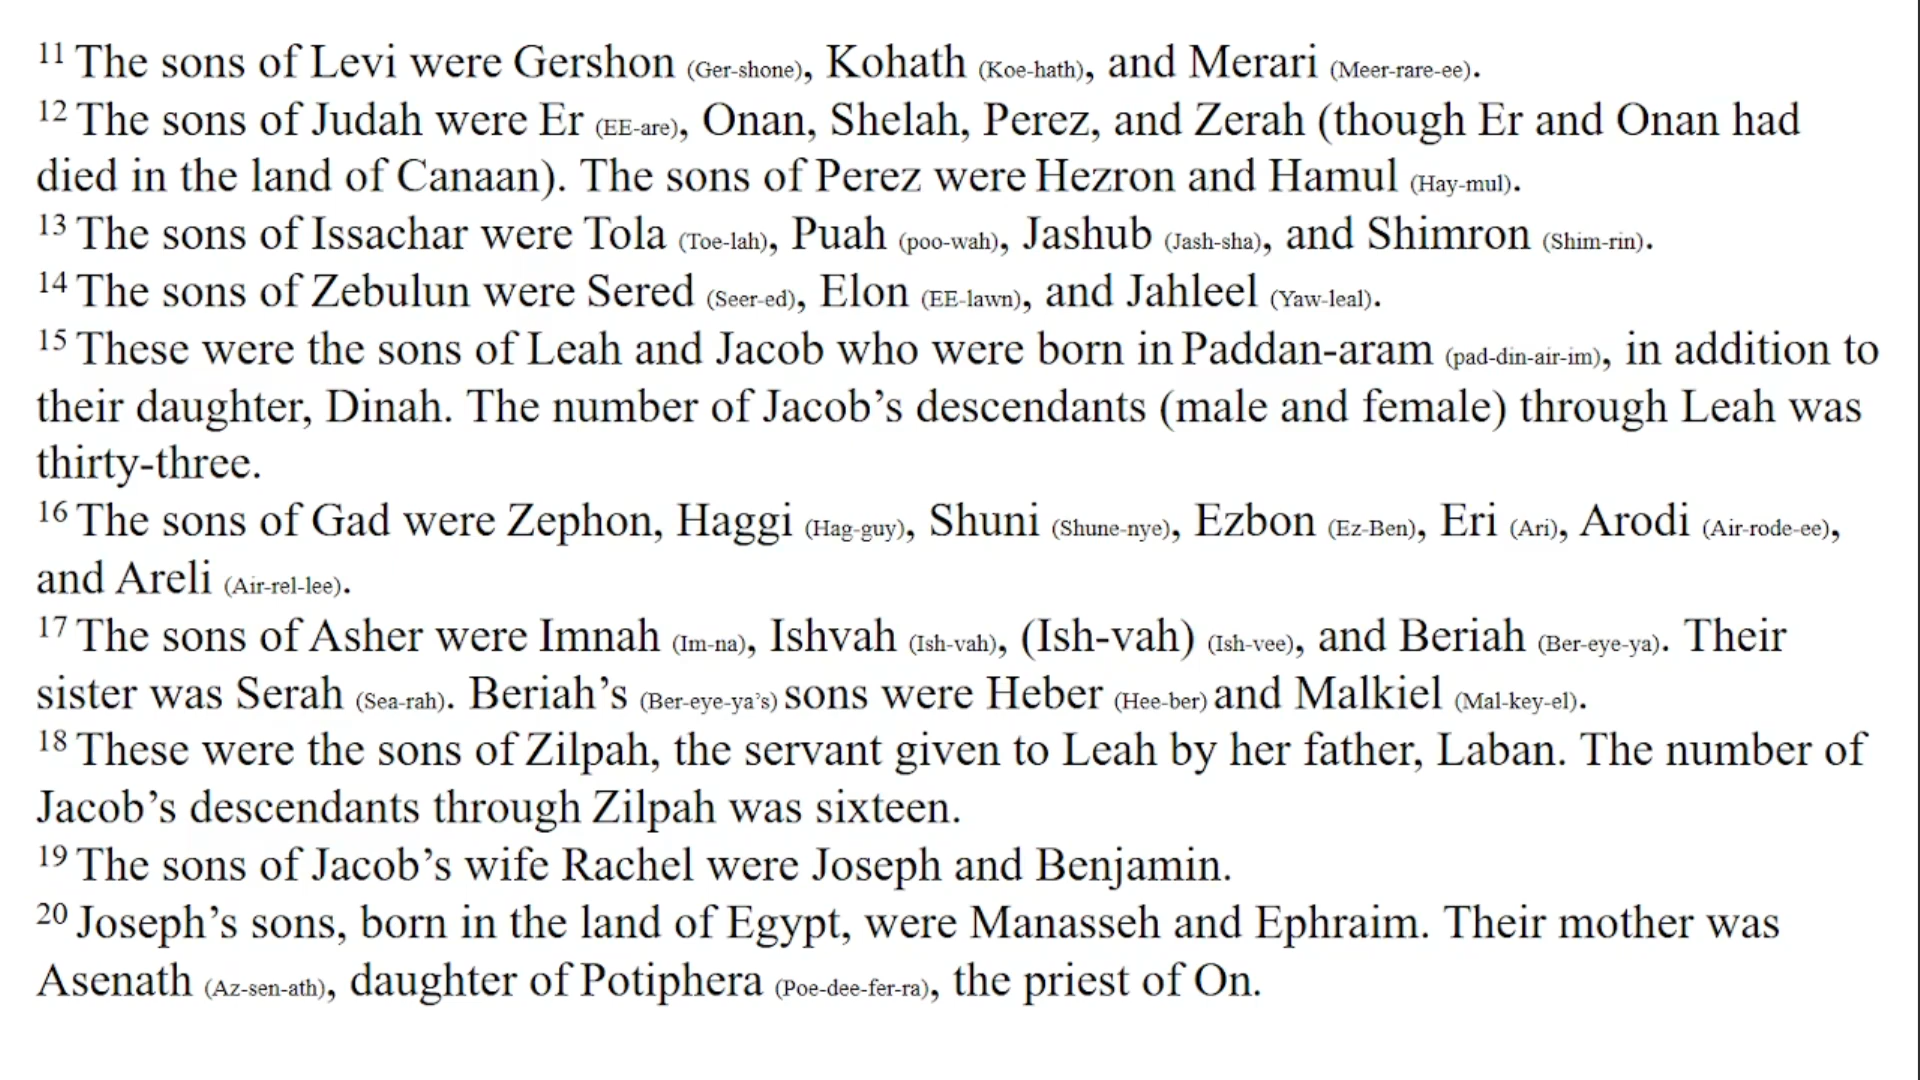 11 The sons of Levi were Gershon (Ger-shone), Kohath (Koe-hath), and Merari (Meer-rare-ee).
12 The sons of Judah were Er (EE-are), Onan, Shelah, Perez, and Zerah (though Er and Onan had
died in the land of Canaan). The sons of Perez were Hezron and Hamul (Hay-mul).
13 The sons of Issachar were Tola (Toe-lah), Puah (poo-wah), Jashub (Jash-sha), and Shimron (Shim-rin).
14 The sons of Zebulun were Sered (Seer-ed), Elon (EE-lawn), and Jahleel (Yaw-leal).
15 These were the sons of Leah and Jacob who were born in Paddan-aram (pad-din-air-im), in addition to
their daughter, Dinah. The number of Jacob’s descendants (male and female) through Leah was
thirty-three.
16 The sons of Gad were Zephon, Haggi (Hag-guy), Shuni (Shune-nye), Ezbon (Ez-Ben), Eri (Ari), Arodi (Air-rode-ee),
and Areli (Air-rel-lee).
17 The sons of Asher were Imnah (Im-na), Ishvah (Ish-vah), (Ish-vah) (Ish-vee), and Beriah (Ber-eye-ya). Their
sister was Serah (Sea-rah). Beriah’s (Ber-eye-ya’s) sons were Heber (Hee-ber) and Malkiel (Mal-key-el).
18 These were the sons of Zilpah, the servant given to Leah by her father, Laban. The number of
Jacob’s descendants through Zilpah was sixteen.
19 The sons of Jacob’s wife Rachel were Joseph and Benjamin.
20 Joseph’s sons, born in the land of Egypt, were Manasseh and Ephraim. Their mother was
Asenath (Az-sen-ath), daughter of Potiphera (Poe-dee-fer-ra), the priest of On.